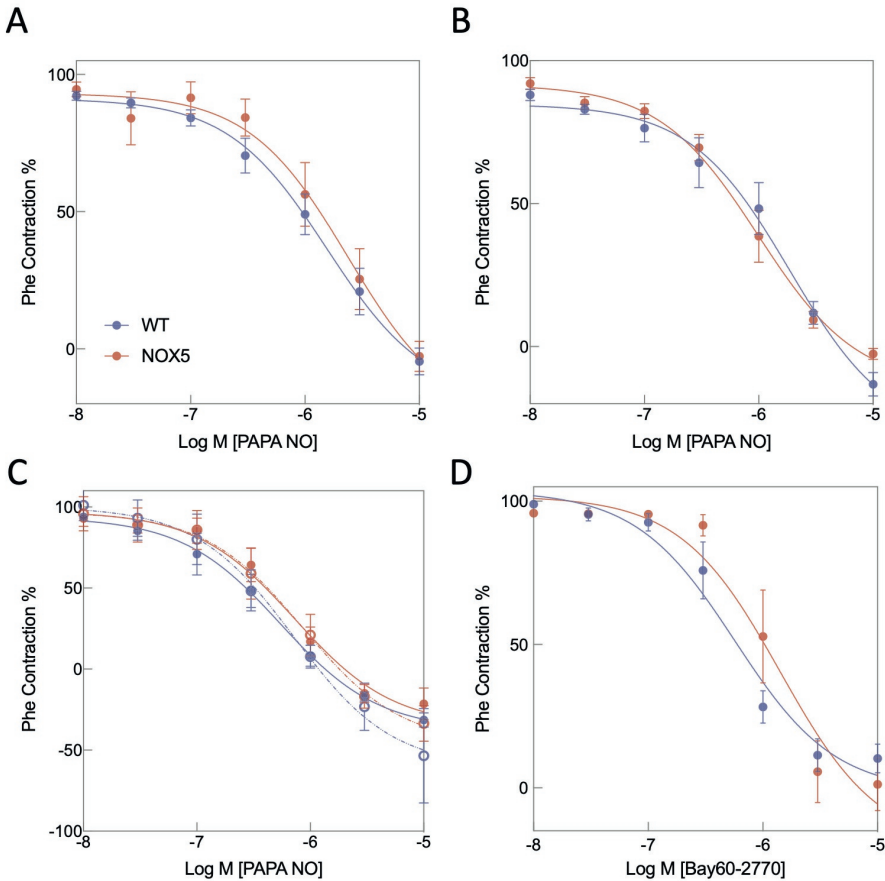 A
100
50
0
Phe Contraction %
WT
NOX5
-8 -7 -6 -5
Log M [PAPA NO]
B
100
50
0
Phe Contraction %
-8 -7 -6 -5
Log M [PAPA NO]
C
100
50
0
-50
-100
Phe Contraction %
-8 -7 -6 -5
Log M [PAPA NO]
D
100
50
0
Phe Contraction %
-8 -7 -6 -5
Log M [Bay60-2770]